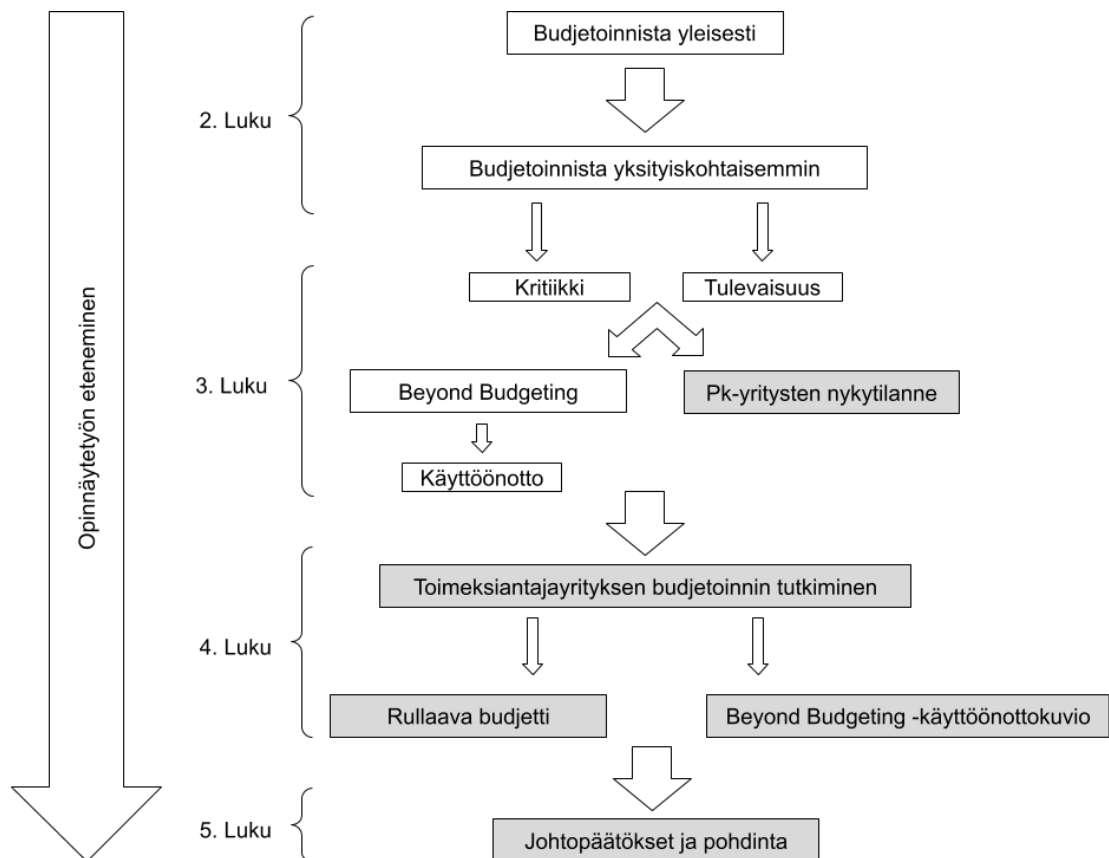 Budjetoinnista yleisesti
2. Luku
Budjetoinnista yksityiskohtaisemmin
Kritiikki
Tulevaisuus
3. Luku
Beyond Budgeting
Pk-yritysten nykytilanne
Käyttöönotto
Opinnäytetyön eteneminen
Toimeksiantajayrityksen budjetoinnin tutkiminen
4. Luku
Rullaava budjetti
Beyond Budgeting -käyttöönottokuvio
5. Luku
Johtopäätökset ja pohdinta